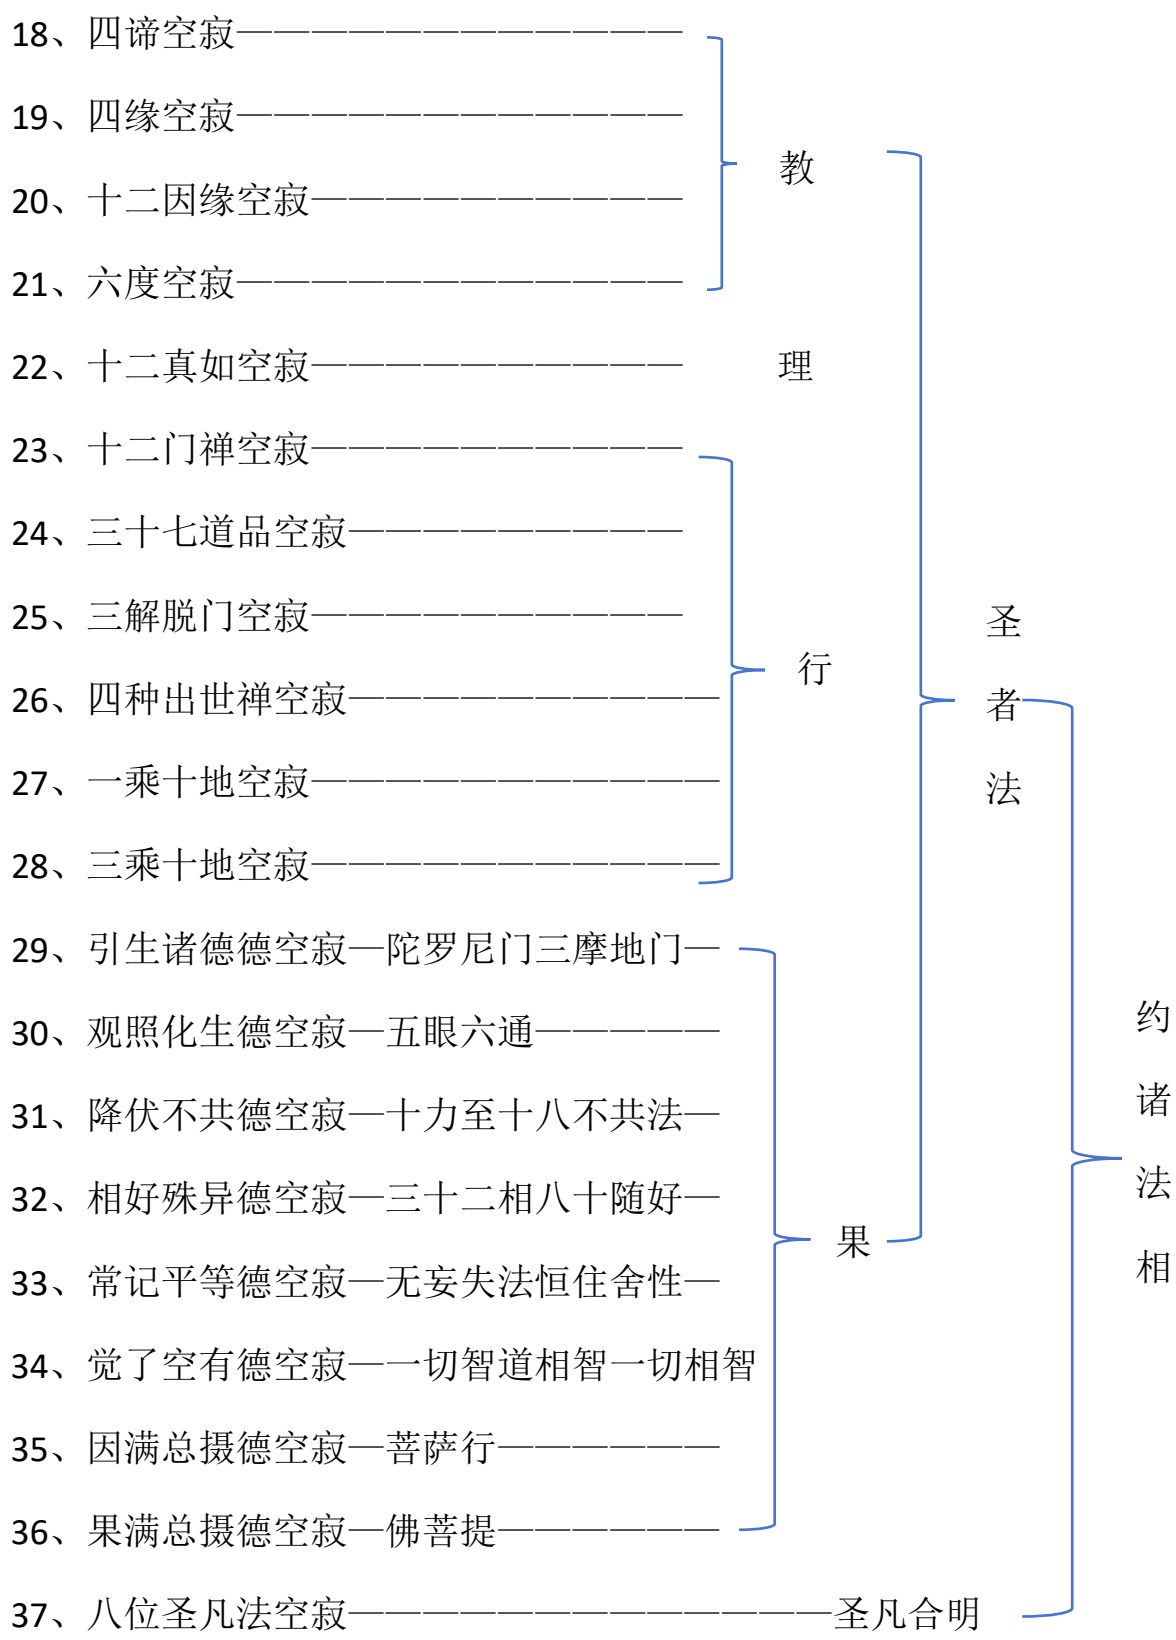 18、四谛空寂————————————
19、四缘空寂————————————
教
20、十二因缘空寂——————————
21、六度空寂————————————
22、十二真如空寂—————————— 理
23、十二门禅空寂——————————
24、三十七道品空寂—————————
25、三解脱门空寂——————————
行
26、四种出世禅空寂——————————
27、一乘十地空寂———————————
28、三乘十地空寂———————————
圣者法
29、引生诸德德空寂—陀罗尼门三摩地门—
30、观照化生德空寂—五眼六通—————
31、降伏不共德空寂—十力至十八不共法—
32、相好殊异德空寂—三十二相八十随好—
果
33、常记平等德空寂—无妄失法恒住舍性—
34、觉了空有德空寂—一切智道相智一切相智
35、因满总摄德空寂—菩萨行——————
36、果满总摄德空寂—佛菩提——————
37、八位圣凡法空寂—————————————圣凡合明
约诸法相